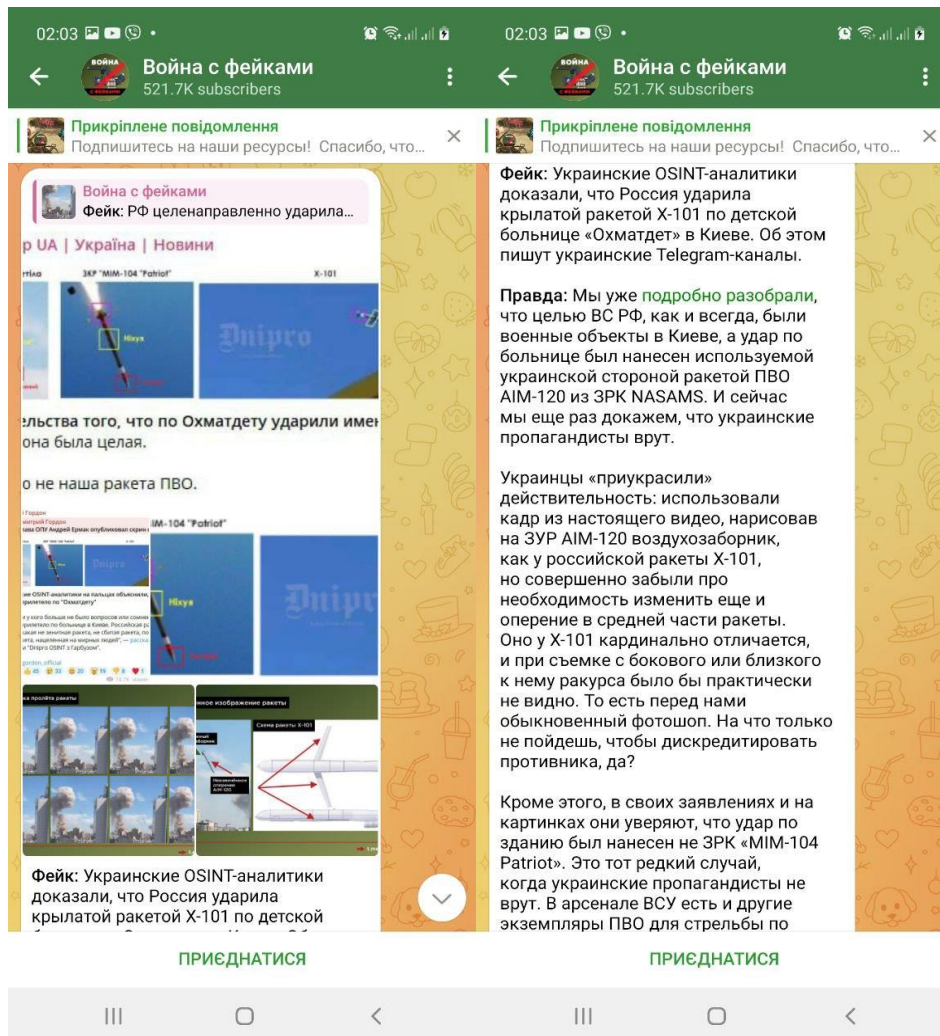 02:03
Война с фейками
521.7K subscribers
Прикріплене повідомлення
Подпишитесь на наши ресурсы! Спасибо, что...
Война с фейками
Фейк: РФ целенаправленно ударила...
р UA | Україна | Новини
ЗКР "MIM-104 "Patriot"
X-101
Ніхуя
Dnipro
ельства того, что по Охматдету ударили имен
она была целая.
о не наша ракета ПВО.
IM-104 "Patriot"
Ніхуя
Dnipr
ка пролёта ракеты
Схема ракеты Х-101
Фейк: Украинские OSINT-аналитики
доказали, что Россия ударила
крылатой ракетой Х-101 по детской
ПРИЄДНАТИСЯ
02:03
Война с фейками
521.7K subscribers
Прикріплене повідомлення
Подпишитесь на наши ресурсы! Спасибо, что...
Фейк: Украинские OSINT-аналитики
доказали, что Россия ударила
крылатой ракетой Х-101 по детской
больнице «Охматдет» в Киеве. Об этом
пишут украинские Telegram-каналы.
Правда: Мы уже подробно разобрали,
что целью ВС РФ, как и всегда, были
военные объекты в Киеве, а удар по
больнице был нанесен используемой
украинской стороной ракетой ПВО
AIM-120 из ЗРК NASAMS. И сейчас
мы еще раз докажем, что украинские
пропагандисты врут.
Украинцы «приукрасили»
действительность: использовали
кадр из настоящего видео, нарисовав
на ЗУР AIM-120 воздухозаборник,
как у российской ракеты Х-101,
но совершенно забыли про
необходимость изменить еще и
оперение в средней части ракеты.
Оно у Х-101 кардинально отличается,
и при съемке с бокового или близкого
к нему ракурса было бы практически
не видно. То есть перед нами
обыкновенный фотошоп. На что только
не пойдешь, чтобы дискредитировать
противника, да?
Кроме этого, в своих заявлениях и на
картинках они уверяют, что удар по
зданию был нанесен не ЗРК «MIM-104
Patriot». Это тот редкий случай,
когда украинские пропагандисты не
врут. В арсенале ВСУ есть и другие
экземпляры ПВО для стрельбы по
ПРИЄДНАТИСЯ